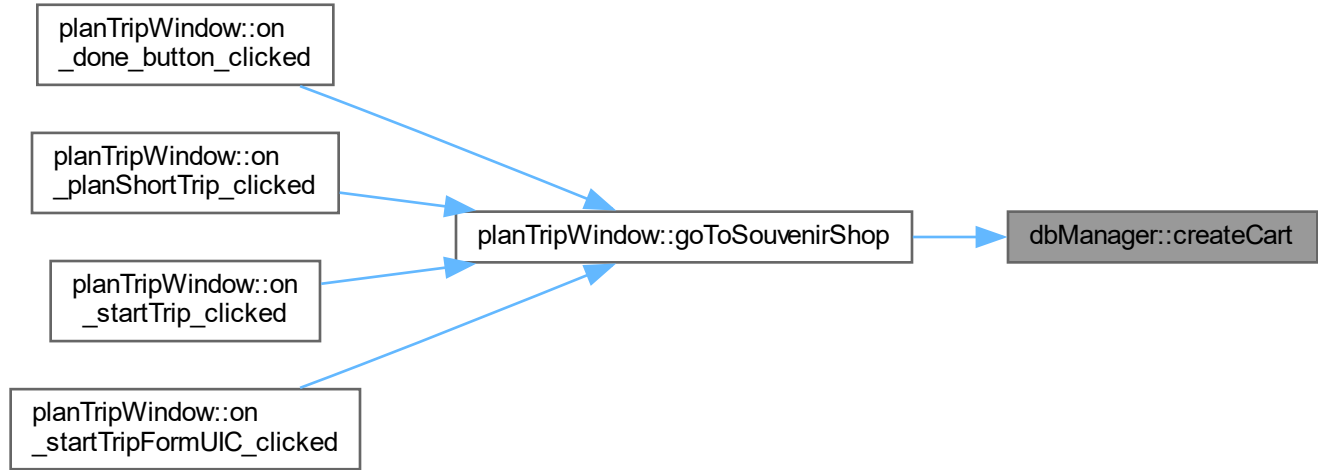 planTripWindow::on
_done_button_clicked
planTripWindow::on
_planShortTrip_clicked
planTripWindow::on
_startTrip_clicked
planTripWindow::on
_startTripFormUIC_clicked
planTripWindow::goToSouvenirShop
dbManager::createCart